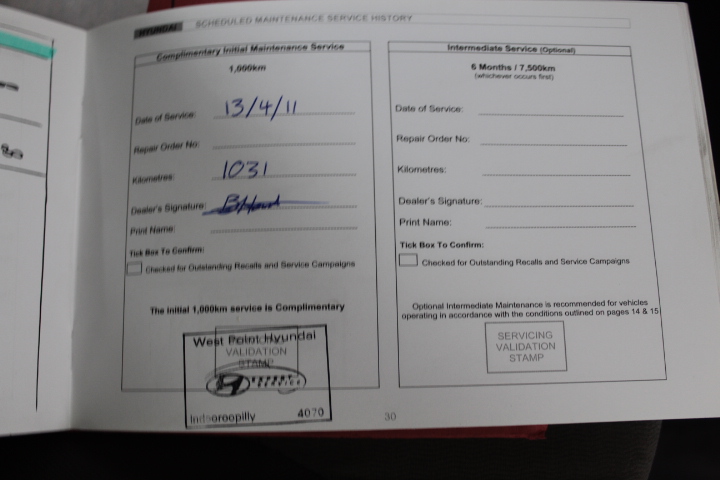 HYUNDAI SCHEDULED MAINTENANCE SERVICE HISTORY
Complimentary Initial Maintenance Service
1,000km
Date of Service: 13/4/11
Repair Order No:
Kilometres: 1031
Dealer's Signature:
Print Name:
Tick Box To Confirm:
Checked for Outstanding Recalls and Service Campaigns
The Initial 1,000km service is Complimentary
West Point Hyundai
VALIDATION
STAMP
Indooroopilly 4070
Intermediate Service (Optional)
6 Months / 7,500km
(whichever occurs first)
Date of Service:
Repair Order No:
Kilometres:
Dealer's Signature:
Print Name:
Tick Box To Confirm:
Checked for Outstanding Recalls and Service Campaigns
Optional Intermediate Maintenance is recommended for vehicles
operating in accordance with the conditions outlined on pages 14 & 15
SERVICING
VALIDATION
STAMP
30